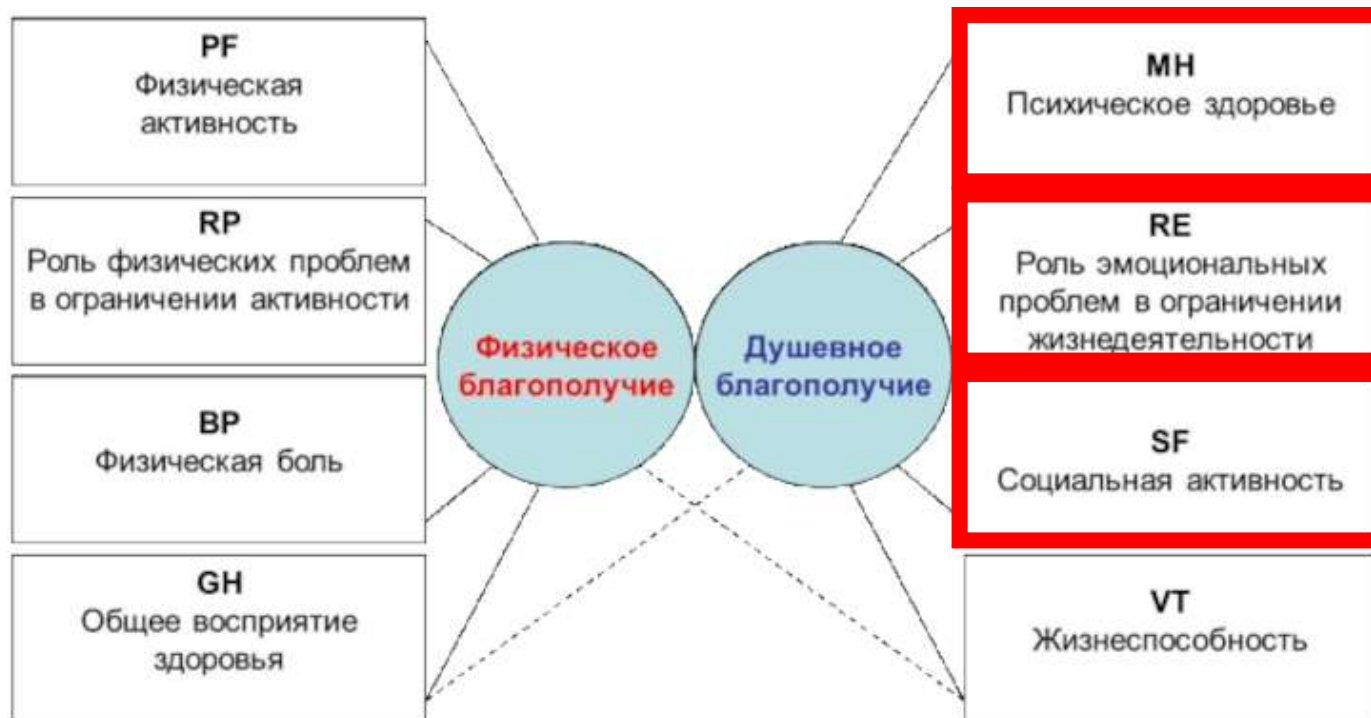 PF
Физическая
активность
RP
Роль физических проблем
в ограничении активности
BP
Физическая боль
GH
Общее восприятие
здоровья
Физическое
благополучие
Душевное
благополучие
MH
Психическое здоровье
RE
Роль эмоциональных
проблем в ограничении
жизнедеятельности
SF
Социальная активность
VT
Жизнеспособность